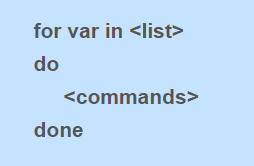 for var in <list>
do
<commands>
done